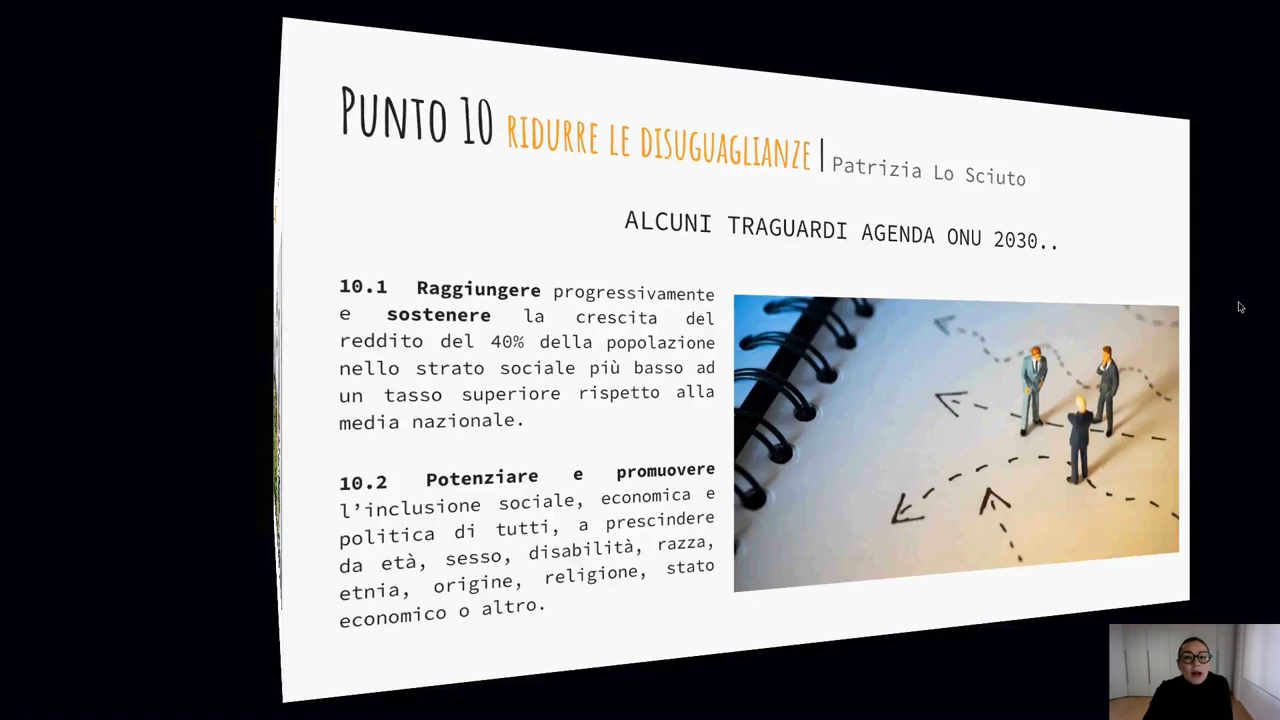 Punto 10 ridurre le disuguaglianze | Patrizia Lo Sciuto
ALCUNI TRAGUARDI AGENDA ONU 2030..
10.1 Raggiungere progressivamente
e sostenere la crescita del
reddito del 40% della popolazione
nello strato sociale più basso ad
un tasso superiore rispetto alla
media nazionale.
10.2 Potenziare e promuovere
l’inclusione sociale, economica e
politica di tutti, a prescindere
da età, sesso, disabilità, razza,
etnia, origine, religione, stato
economico o altro.